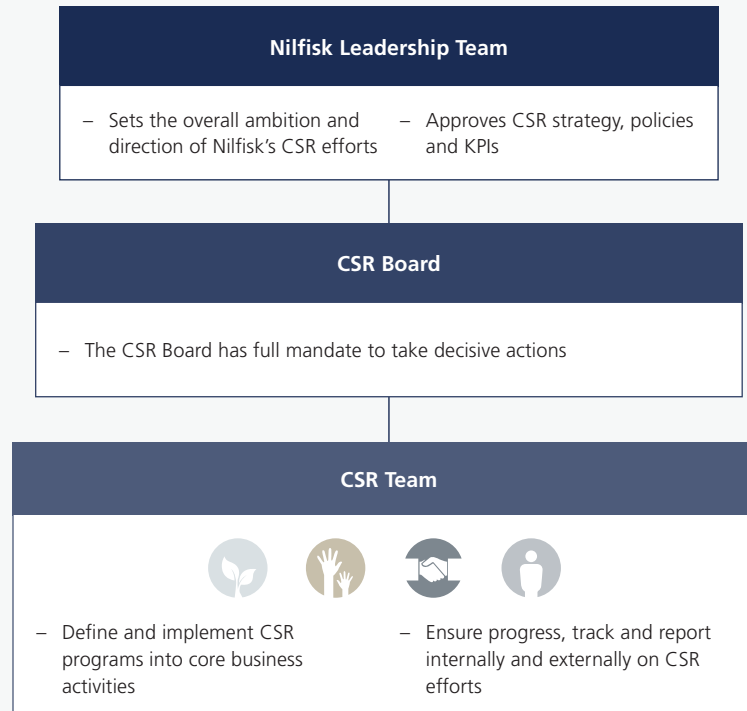 Nilfisk Leadership Team
– Sets the overall ambition and
direction of Nilfisk's CSR efforts
– Approves CSR strategy, policies
and KPIs
CSR Board
– The CSR Board has full mandate to take decisive actions
CSR Team
– Define and implement CSR
programs into core business
activities
– Ensure progress, track and report
internally and externally on CSR
efforts